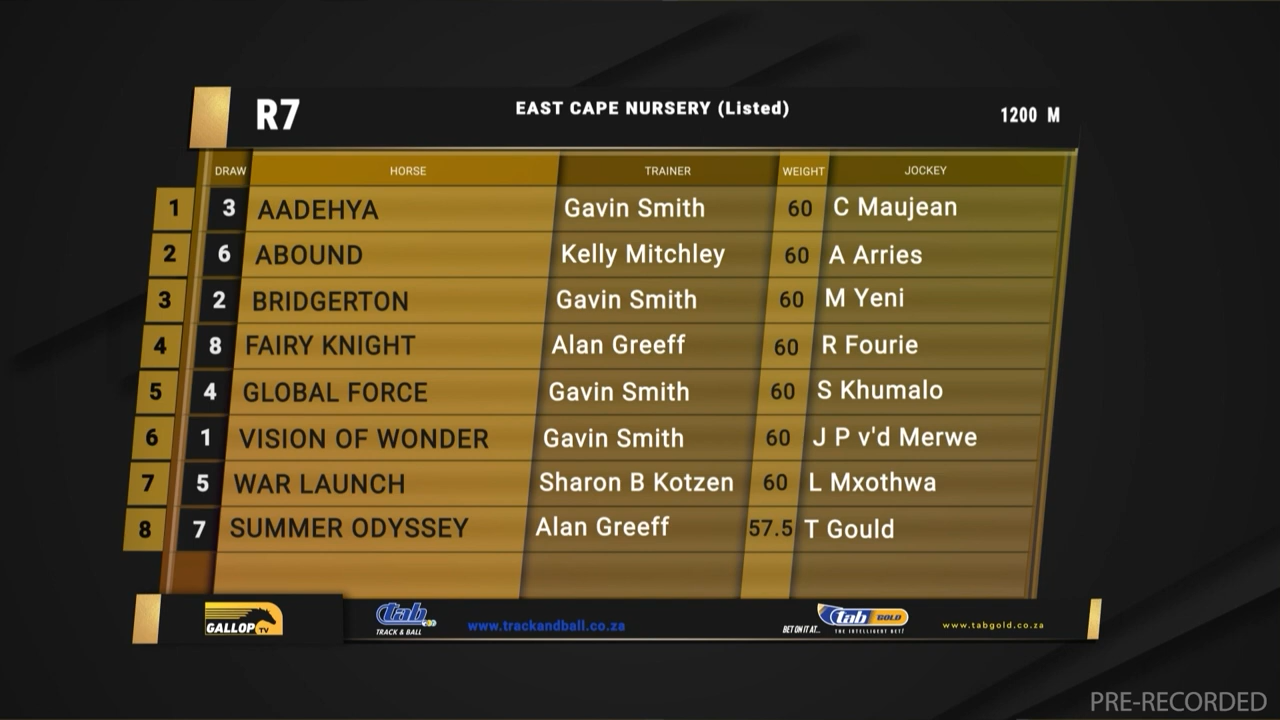 R7 EAST CAPE NURSERY (Listed) 1200 M
DRAW HORSE TRAINER WEIGHT JOCKEY
1 3 AADEHYA Gavin Smith 60 C Maujean
2 6 ABOUND Kelly Mitchley 60 A Arries
3 2 BRIDGERTON Gavin Smith 60 M Yeni
4 8 FAIRY KNIGHT Alan Greeff 60 R Fourie
5 4 GLOBAL FORCE Gavin Smith 60 S Khumalo
6 1 VISION OF WONDER Gavin Smith 60 J P v'd Merwe
7 5 WAR LAUNCH Sharon B Kotzen 60 L Mxothwa
8 7 SUMMER ODYSSEY Alan Greeff 57.5 T Gould
GALLOP TV tab TRACK & BALL www.trackandball.co.za BET ON IT AT... tab GOLD THE INTELLIGENT BET! www.tabgold.co.za
PRE-RECORDED